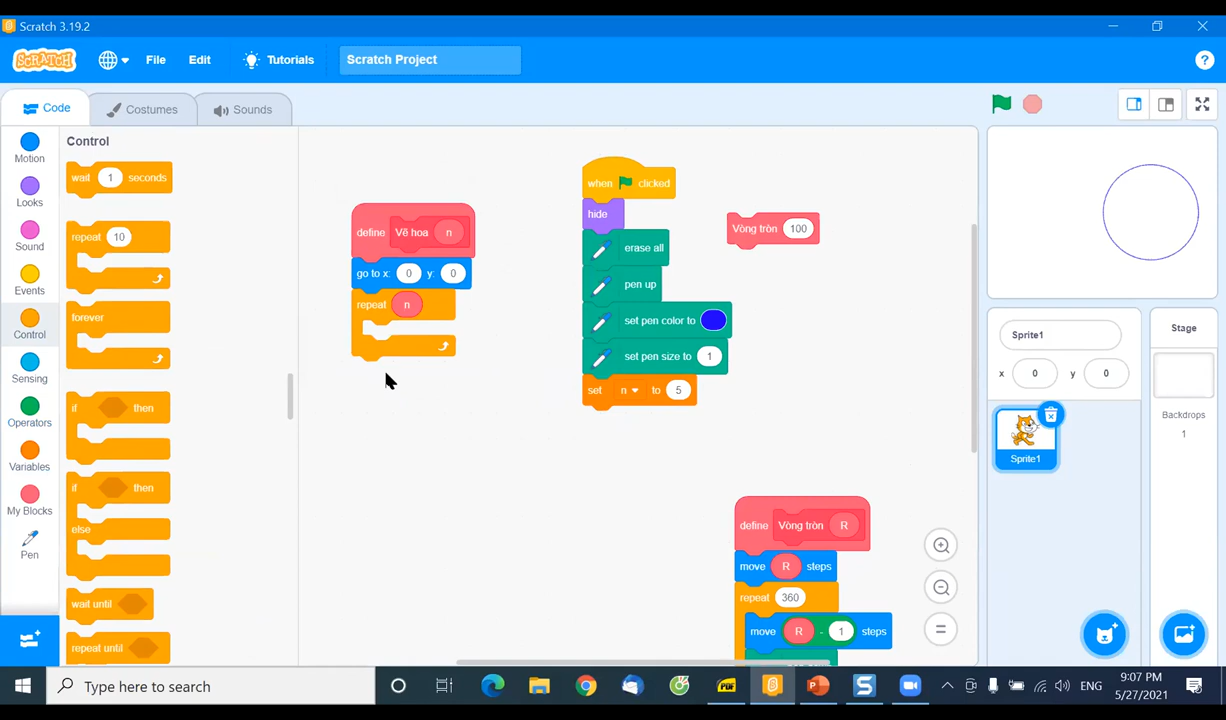 Scratch 3.19.2
SCRATCH File Edit Tutorials Scratch Project ?
Code Costumes Sounds
Motion
Looks
Sound
Events
Control
Sensing
Operators
Variables
My Blocks
Pen
Control
wait 1 seconds
repeat 10
forever
if then
if then
else
wait until
repeat until
define Vẽ hoa n
go to x: 0 y: 0
repeat n
when clicked
hide
erase all
pen up
set pen color to
set pen size to 1
set n to 5
Vòng tròn 100
define Vòng tròn R
move R steps
repeat 360
move R - 1 steps
Sprite1
x 0 y 0
Sprite1
Stage
Backdrops
1
Type here to search
PDF
P
S
ENG
9:07 PM
5/27/2021